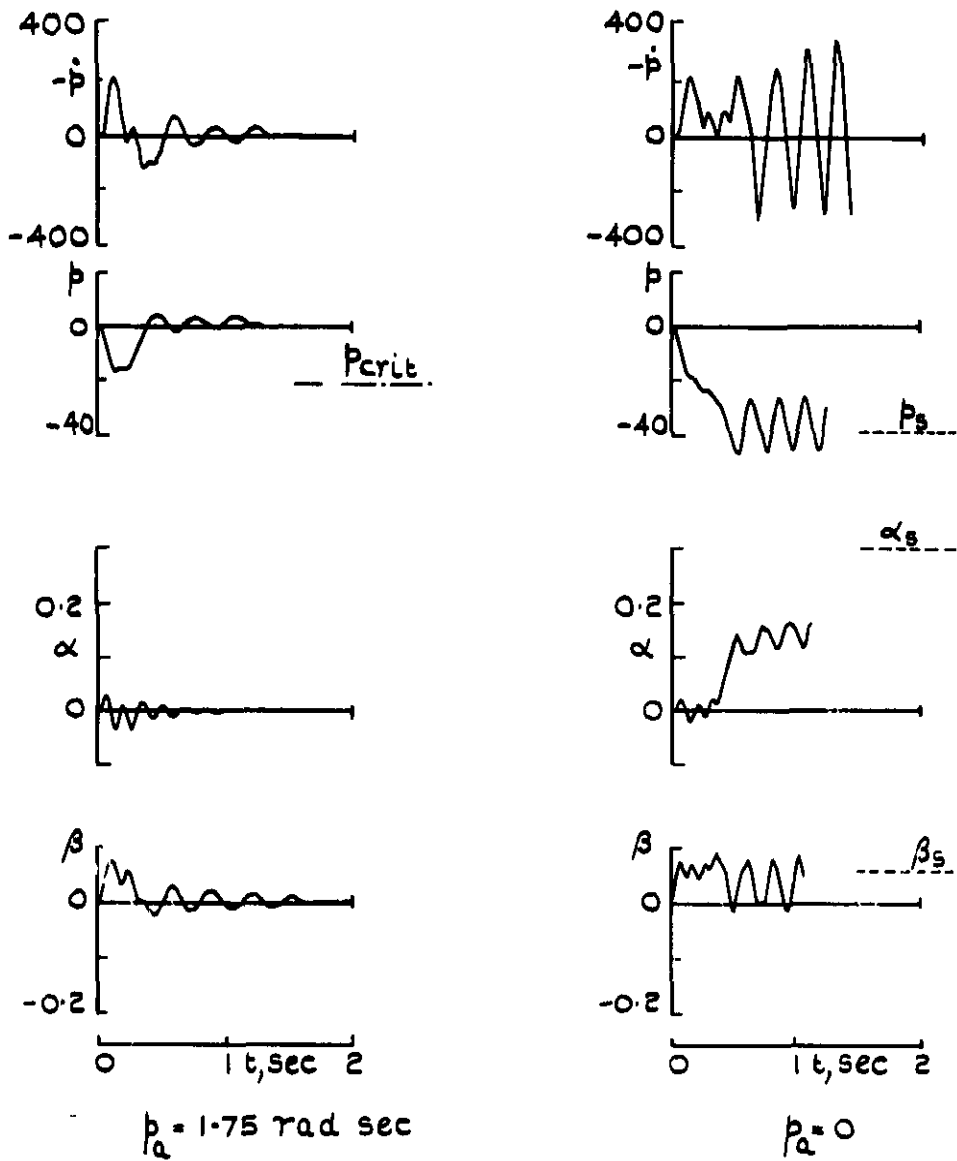 400
-ṗ
0
-400
p
0
-40
Pcrit
0.2
α
0
β
0
-0.2
0 1 t, sec 2
pa = 1.75 rad sec
400
-ṗ
0
-400
p
0
-40
ps
αs
0.2
α
0
β
βs
0
-0.2
0 1 t, sec 2
pa = 0